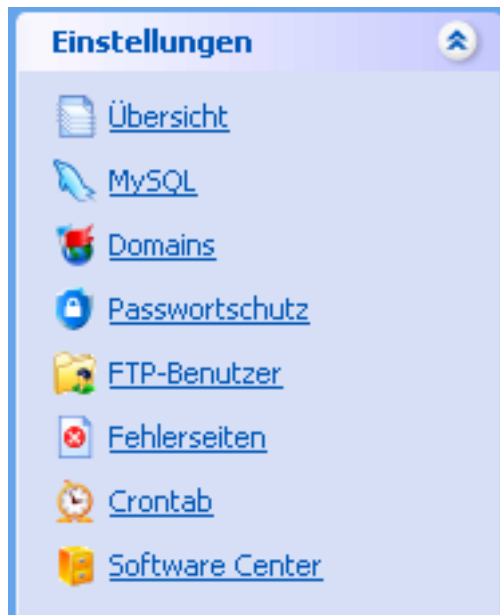 Einstellungen
Übersicht
MySQL
Domains
Passwortschutz
FTP-Benutzer
Fehlerseiten
Crontab
Software Center